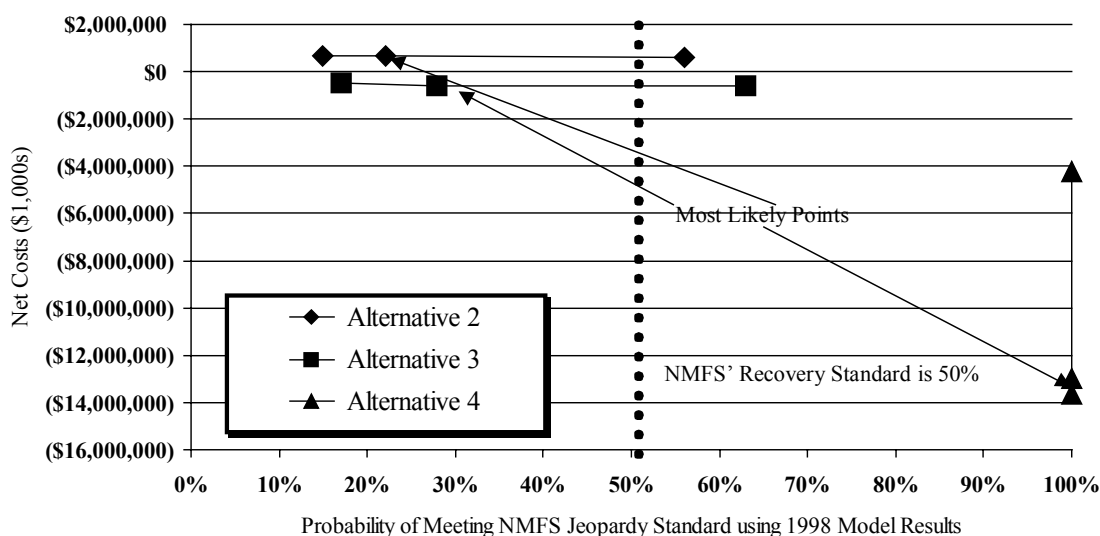 $2,000,000
$0
($2,000,000)
($4,000,000)
($6,000,000)
($8,000,000)
($10,000,000)
($12,000,000)
($14,000,000)
($16,000,000)
Net Costs ($1,000s)
Most Likely Points
NMFS’ Recovery Standard is 50%
Alternative 2
Alternative 3
Alternative 4
0% 10% 20% 30% 40% 50% 60% 70% 80% 90% 100%
Probability of Meeting NMFS Jeopardy Standard using 1998 Model Results